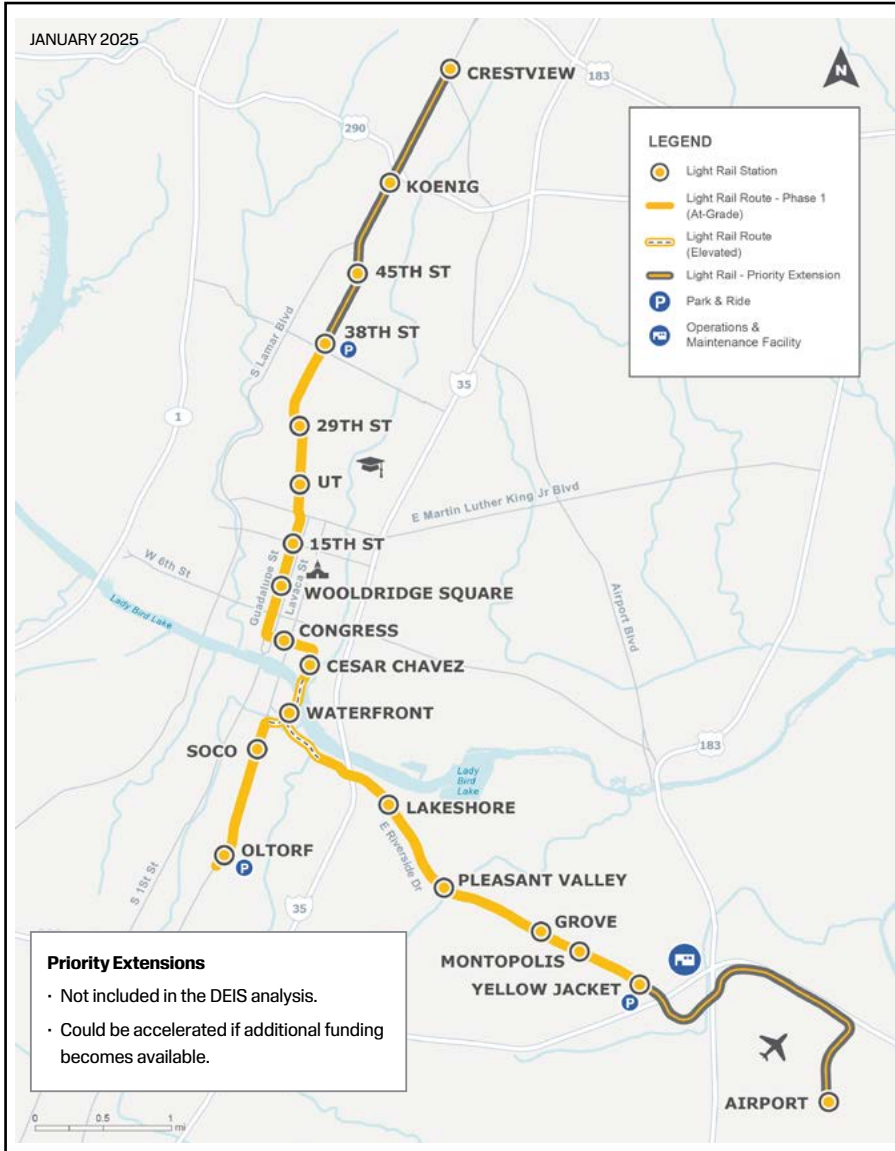 JANUARY 2025
CRESTVIEW
183
N
290
KOENIG
LEGEND
Light Rail Station
Light Rail Route - Phase 1
(At-Grade)
Light Rail Route
(Elevated)
Light Rail - Priority Extension
P
Park & Ride
Operations &
Maintenance Facility
45TH ST
S Lamar Blvd
38TH ST
P
35
1
29TH ST
UT
E Martin Luther King Jr Blvd
15TH ST
W 6th St
Guadalupe St
Lavaca St
WOOLDRIDGE SQUARE
Airport Blvd
Lady Bird Lake
CONGRESS
CESAR CHAVEZ
WATERFRONT
SOCO
183
Lady
Bird
Lake
LAKESHORE
E Riverside Dr
OLTORF
P
S 1St St
PLEASANT VALLEY
35
GROVE
MONTOPOLIS
YELLOW JACKET
P
Priority Extensions
· Not included in the DEIS analysis.
· Could be accelerated if additional funding
becomes available.
AIRPORT
0 0.5 1
mi